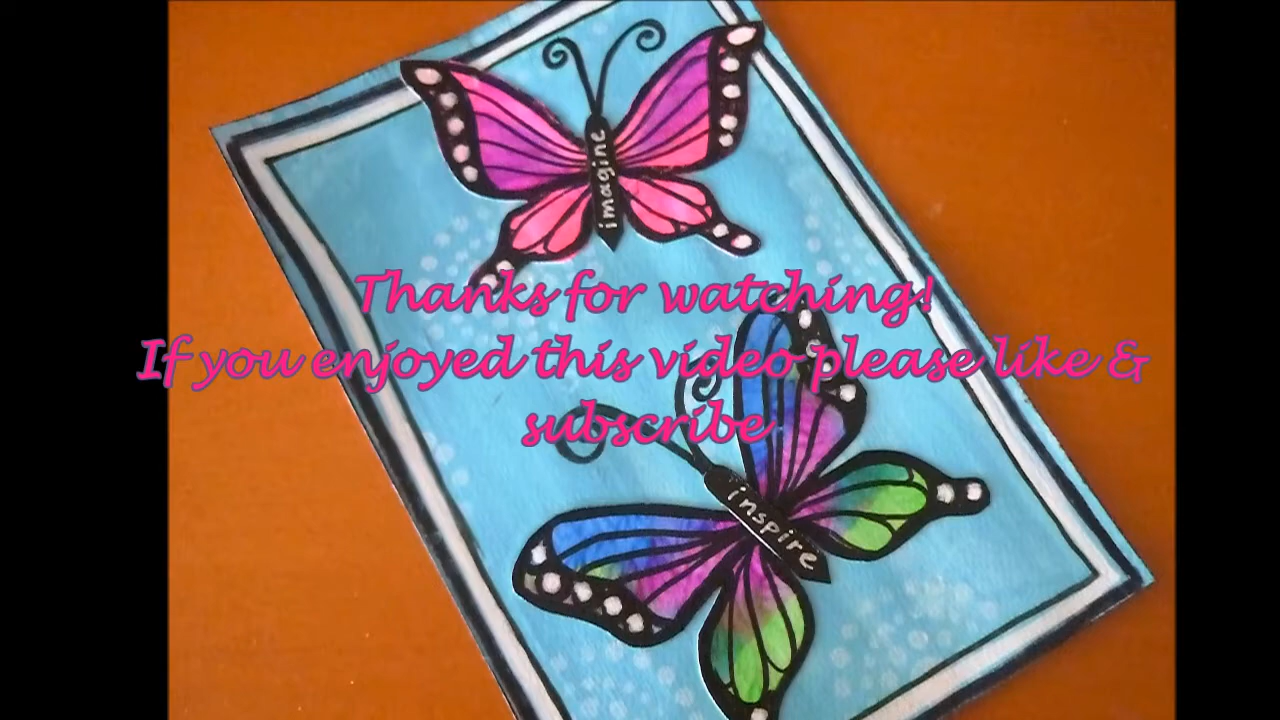 imagine
Thanks for watching!
If you enjoyed this video please like &
subscribe
inspire